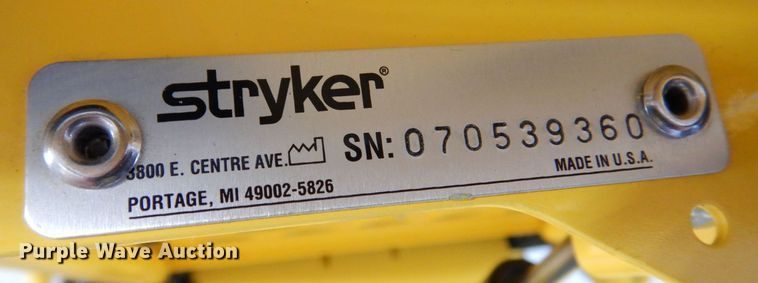 stryker®
3800 E. CENTRE AVE.
SN: 070539360
PORTAGE, MI 49002-5826
MADE IN U.S.A.
Purple Wave Auction